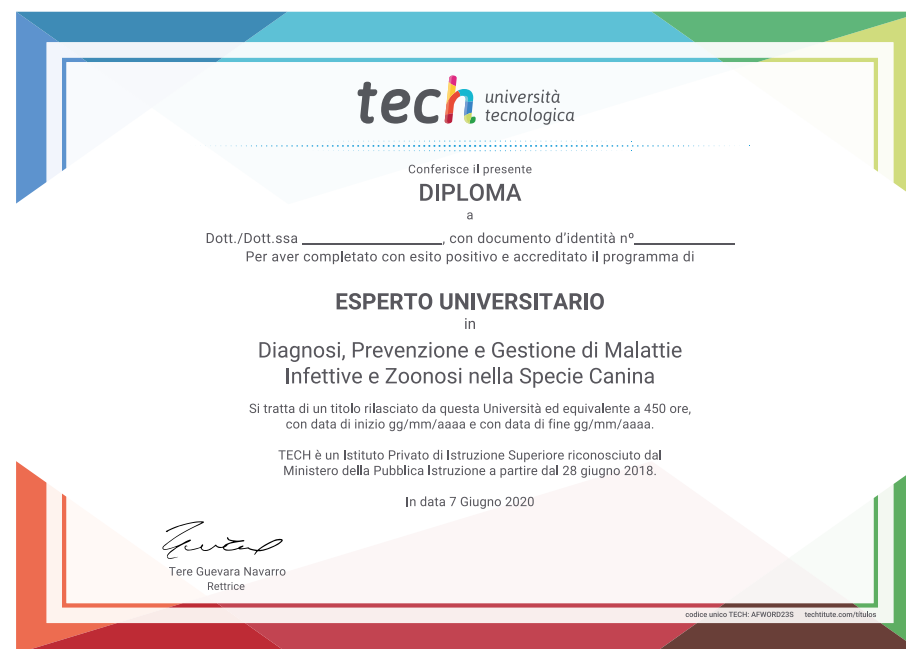 tech università
tecnologica
Conferisce il presente
DIPLOMA
a
Dott./Dott.ssa ____________________, con documento d'identità nº______________
Per aver completato con esito positivo e accreditato il programma di
ESPERTO UNIVERSITARIO
in
Diagnosi, Prevenzione e Gestione di Malattie
Infettive e Zoonosi nella Specie Canina
Si tratta di un titolo rilasciato da questa Università ed equivalente a 450 ore,
con data di inizio gg/mm/aaaa e con data di fine gg/mm/aaaa.
TECH è un Istituto Privato di Istruzione Superiore riconosciuto dal
Ministero della Pubblica Istruzione a partire dal 28 giugno 2018.
In data 7 Giugno 2020
Tere Guevara Navarro
Rettrice
codice unico TECH: AFWORD23S techtitute.com/titulos